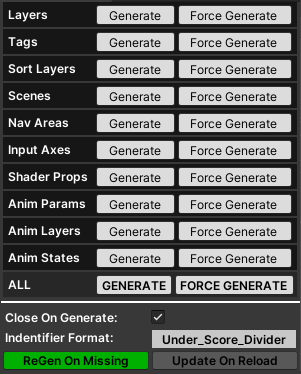 Layers Generate Force Generate
Tags Generate Force Generate
Sort Layers Generate Force Generate
Scenes Generate Force Generate
Nav Areas Generate Force Generate
Input Axes Generate Force Generate
Shader Props Generate Force Generate
Anim Params Generate Force Generate
Anim Layers Generate Force Generate
Anim States Generate Force Generate
ALL GENERATE FORCE GENERATE
Close On Generate:
Indentifier Format: Under_Score_Divider
ReGen On Missing Update On Reload